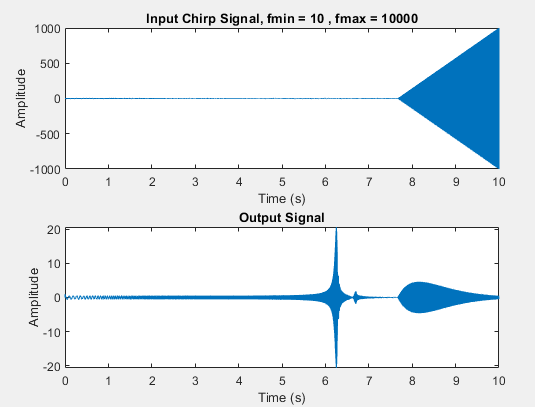 Input Chirp Signal, fmin = 10 , fmax = 10000
1000
500
0
-500
-1000
Amplitude
0 1 2 3 4 5 6 7 8 9 10
Time (s)
Output Signal
20
10
0
-10
-20
Amplitude
0 1 2 3 4 5 6 7 8 9 10
Time (s)